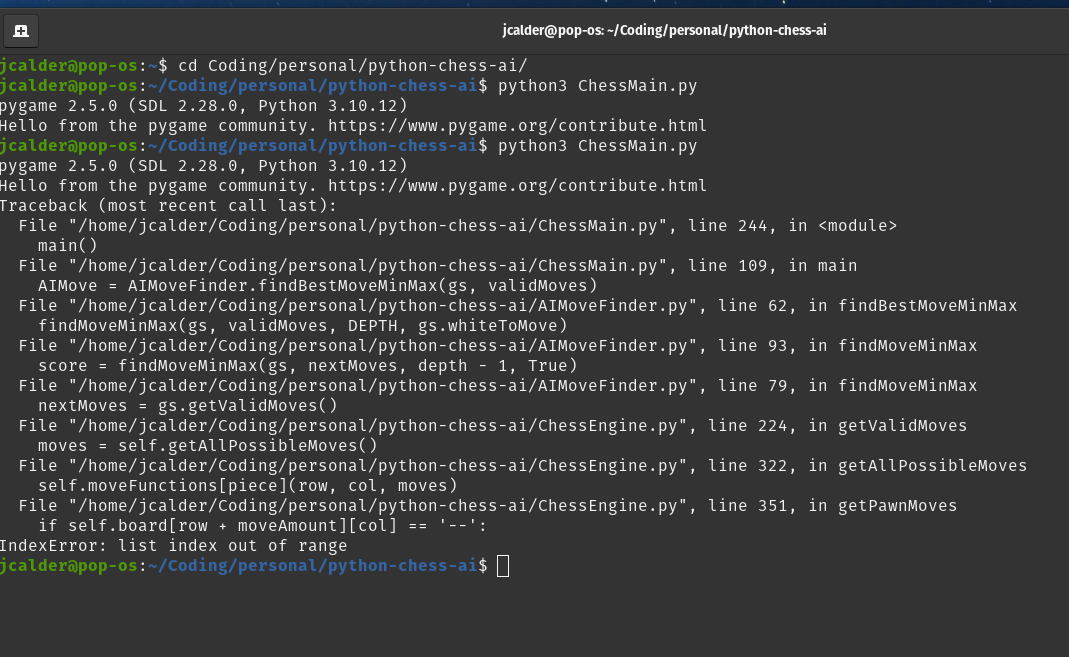 jcalder@pop-os: ~/Coding/personal/python-chess-ai
jcalder@pop-os:~$ cd Coding/personal/python-chess-ai/
jcalder@pop-os:~/Coding/personal/python-chess-ai$ python3 ChessMain.py
pygame 2.5.0 (SDL 2.28.0, Python 3.10.12)
Hello from the pygame community. https://www.pygame.org/contribute.html
jcalder@pop-os:~/Coding/personal/python-chess-ai$ python3 ChessMain.py
pygame 2.5.0 (SDL 2.28.0, Python 3.10.12)
Hello from the pygame community. https://www.pygame.org/contribute.html
Traceback (most recent call last):
  File "/home/jcalder/Coding/personal/python-chess-ai/ChessMain.py", line 244, in <module>
    main()
  File "/home/jcalder/Coding/personal/python-chess-ai/ChessMain.py", line 109, in main
    AIMove = AIMoveFinder.findBestMoveMinMax(gs, validMoves)
  File "/home/jcalder/Coding/personal/python-chess-ai/AIMoveFinder.py", line 62, in findBestMoveMinMax
    findMoveMinMax(gs, validMoves, DEPTH, gs.whiteToMove)
  File "/home/jcalder/Coding/personal/python-chess-ai/AIMoveFinder.py", line 93, in findMoveMinMax
    score = findMoveMinMax(gs, nextMoves, depth - 1, True)
  File "/home/jcalder/Coding/personal/python-chess-ai/AIMoveFinder.py", line 79, in findMoveMinMax
    nextMoves = gs.getValidMoves()
  File "/home/jcalder/Coding/personal/python-chess-ai/ChessEngine.py", line 224, in getValidMoves
    moves = self.getAllPossibleMoves()
  File "/home/jcalder/Coding/personal/python-chess-ai/ChessEngine.py", line 322, in getAllPossibleMoves
    self.moveFunctions[piece](row, col, moves)
  File "/home/jcalder/Coding/personal/python-chess-ai/ChessEngine.py", line 351, in getPawnMoves
    if self.board[row + moveAmount][col] == '--':
IndexError: list index out of range
jcalder@pop-os:~/Coding/personal/python-chess-ai$